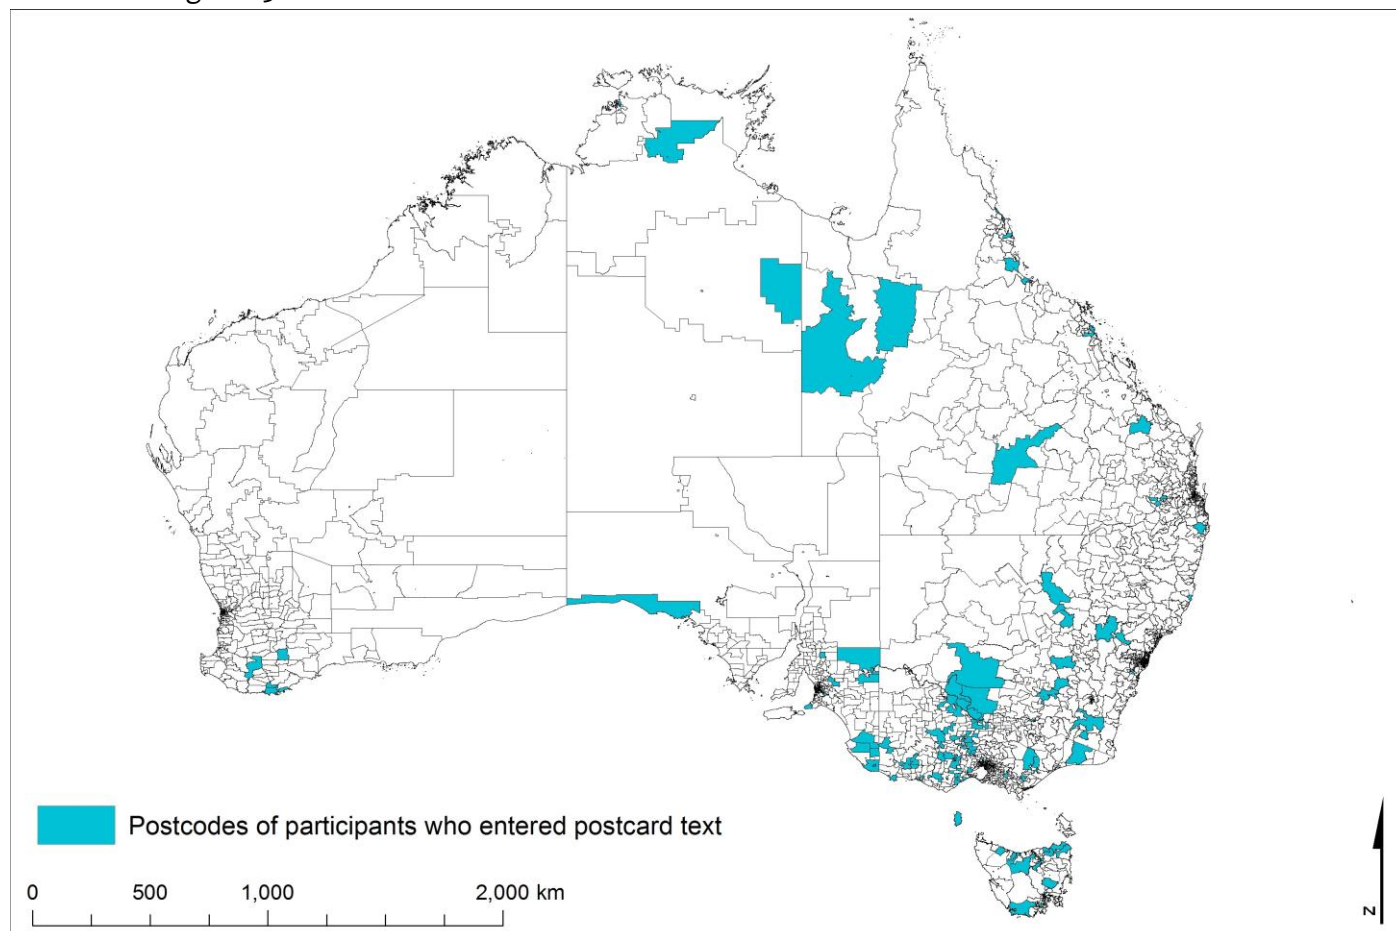 Postcodes of participants who entered postcard text
0 500 1,000 2,000 km
N